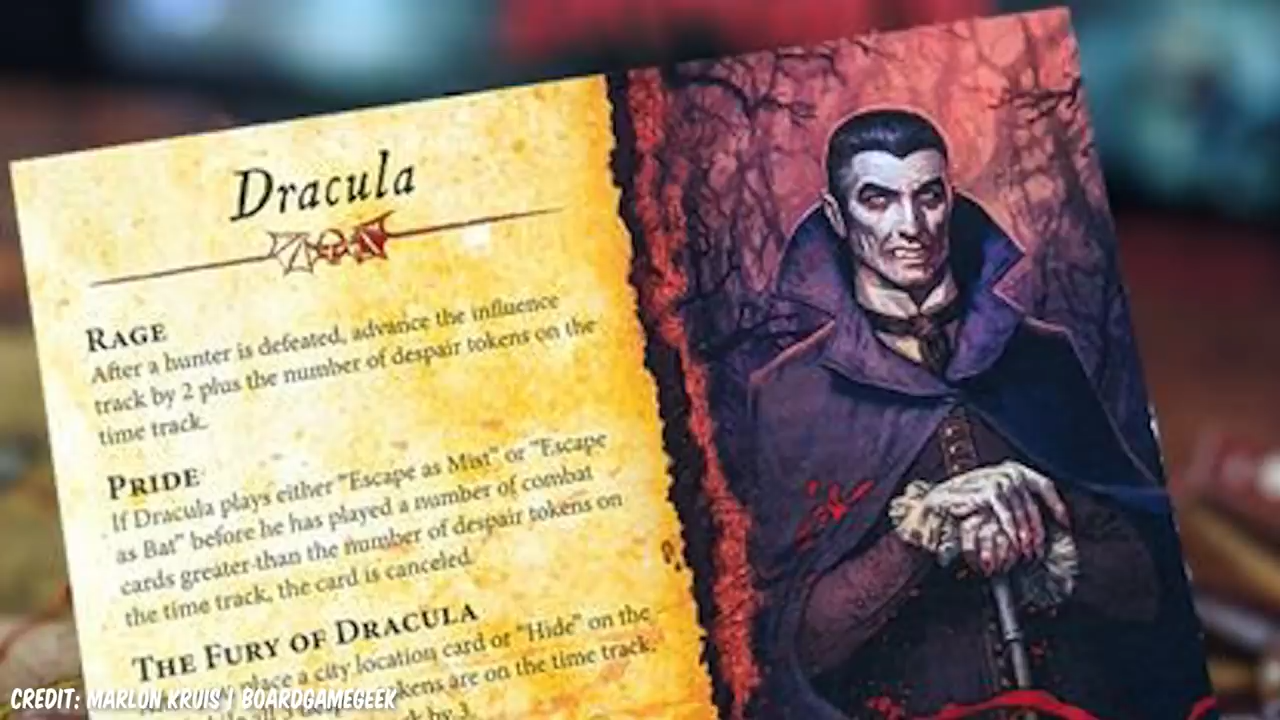 Dracula
RAGE
After a hunter is defeated, advance the influence
track by 2 plus the number of despair tokens on the
time track.
PRIDE
If Dracula plays either "Escape as Mist" or "Escape
as Bat" before he has played a number of combat
cards greater than the number of despair tokens on
the time track, the card is canceled.
THE FURY OF DRACULA
place a city location card or "Hide" on the
tokens are on the time track,
by 3.
CREDIT: MARLON KRUIS | BOARDGAMEGEEK